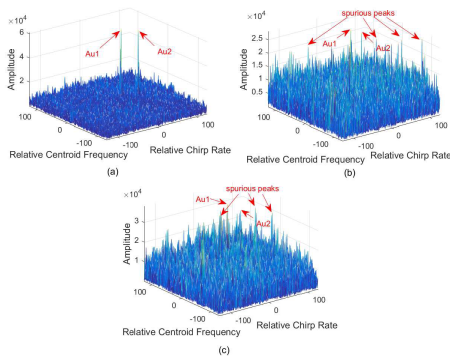 ×10⁴
6
4
2
Amplitude
Au1
Au2
100
0
-100
Relative Centroid Frequency
-100
0
100
Relative Chirp Rate
(a)
×10⁴
spurious peaks
2.5
2
1.5
1
0.5
Amplitude
Au1
Au2
100
0
-100
Relative Centroid Frequency
-100
0
100
Relative Chirp Rate
(b)
×10⁴
spurious peaks
Au1
Au2
3
2
1
Amplitude
100
0
-100
Relative Centroid Frequency
-100
0
100
Relative Chirp Rate
(c)